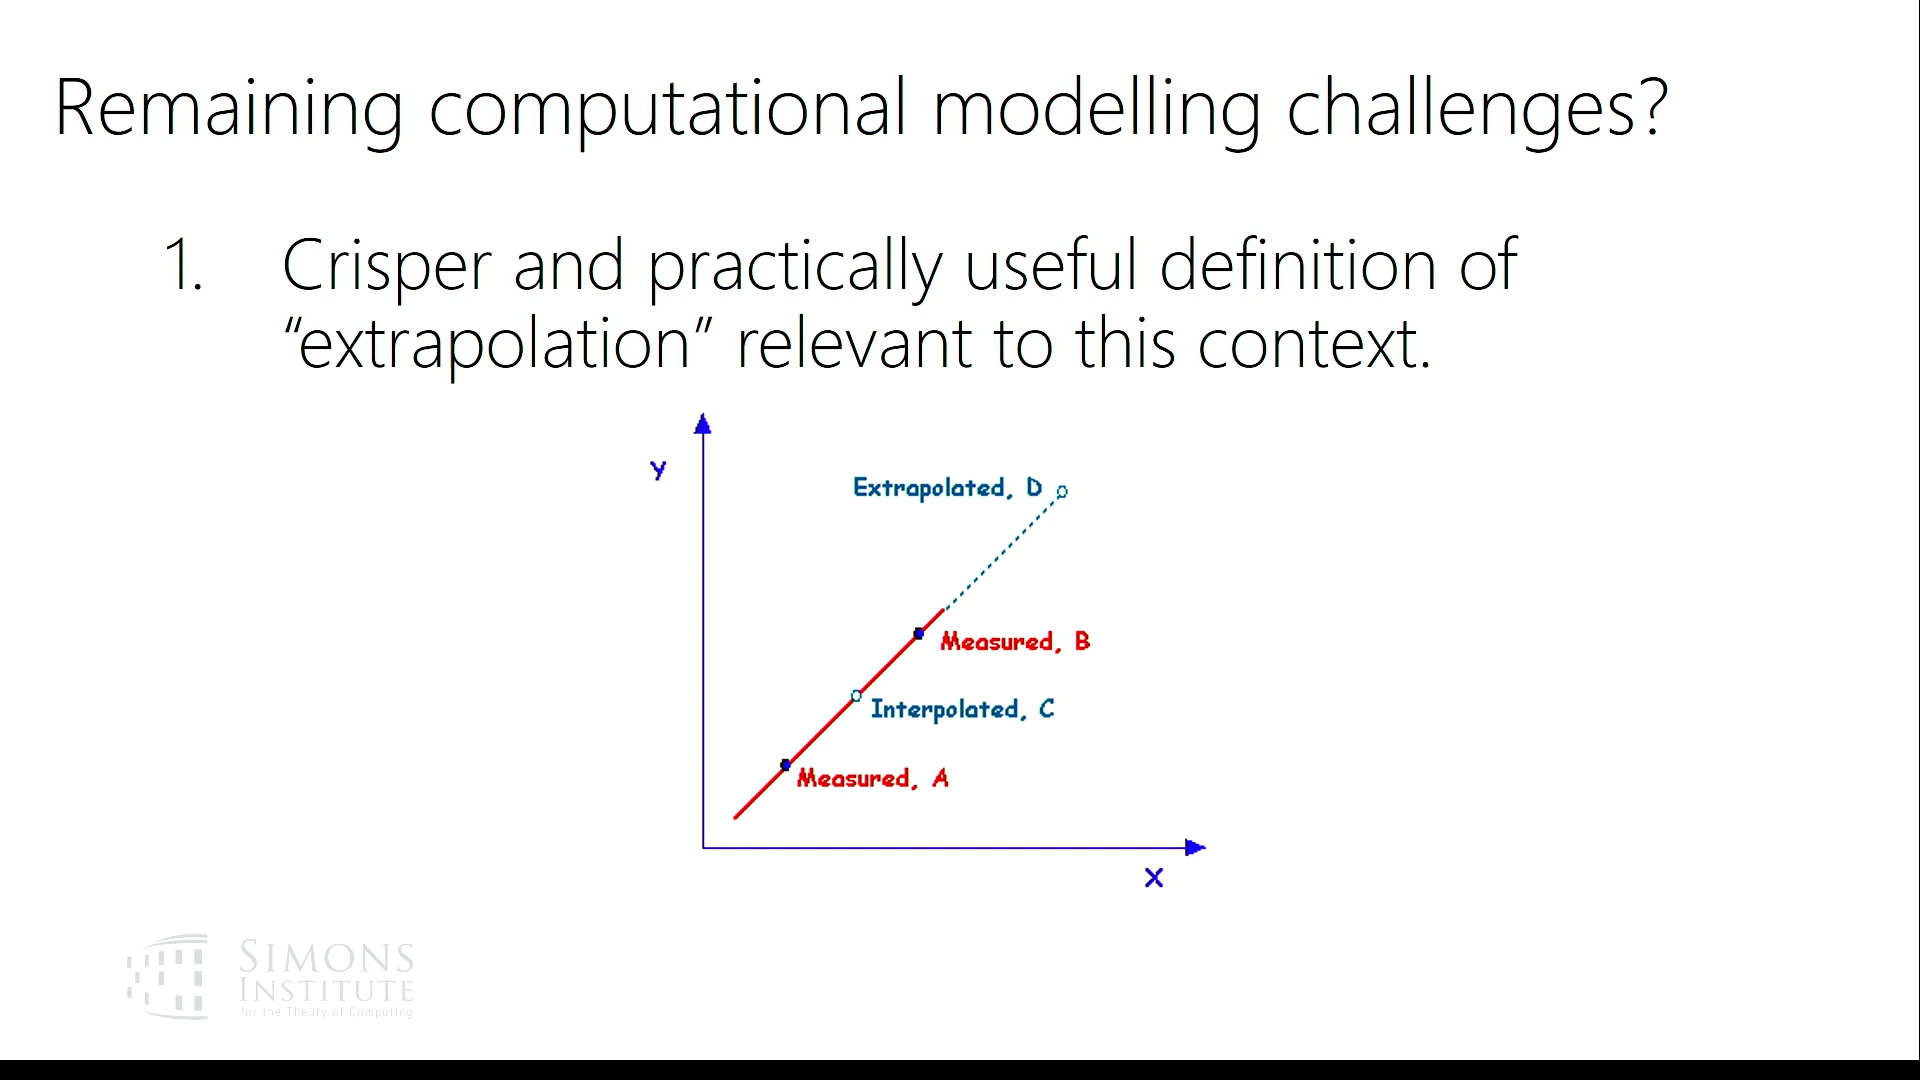 Remaining computational modelling challenges?
1. Crisper and practically useful definition of
“extrapolation” relevant to this context.
Y
Extrapolated, D
Measured, B
Interpolated, C
Measured, A
X
SIMONS
INSTITUTE
for the Theory of Computing